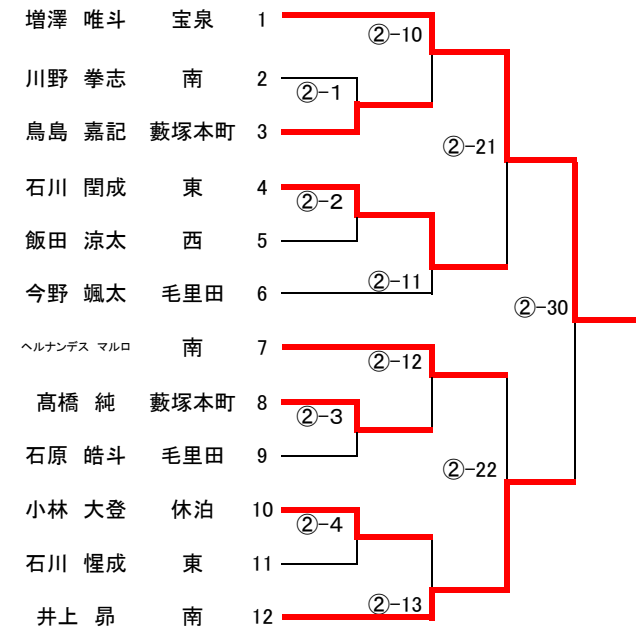 増澤 唯斗 宝泉 1
②-10
川野 拳志 南 2
②-1
鳥島 嘉記 藪塚本町 3
②-21
石川 閏成 東 4
②-2
飯田 涼太 西 5
②-11
今野 颯太 毛里田 6
②-30
ヘルナンデス マルロ 南 7
②-12
髙橋 純 藪塚本町 8
②-3
石原 皓斗 毛里田 9
②-22
小林 大登 休泊 10
②-4
石川 惺成 東 11
②-13
井上 昴 南 12